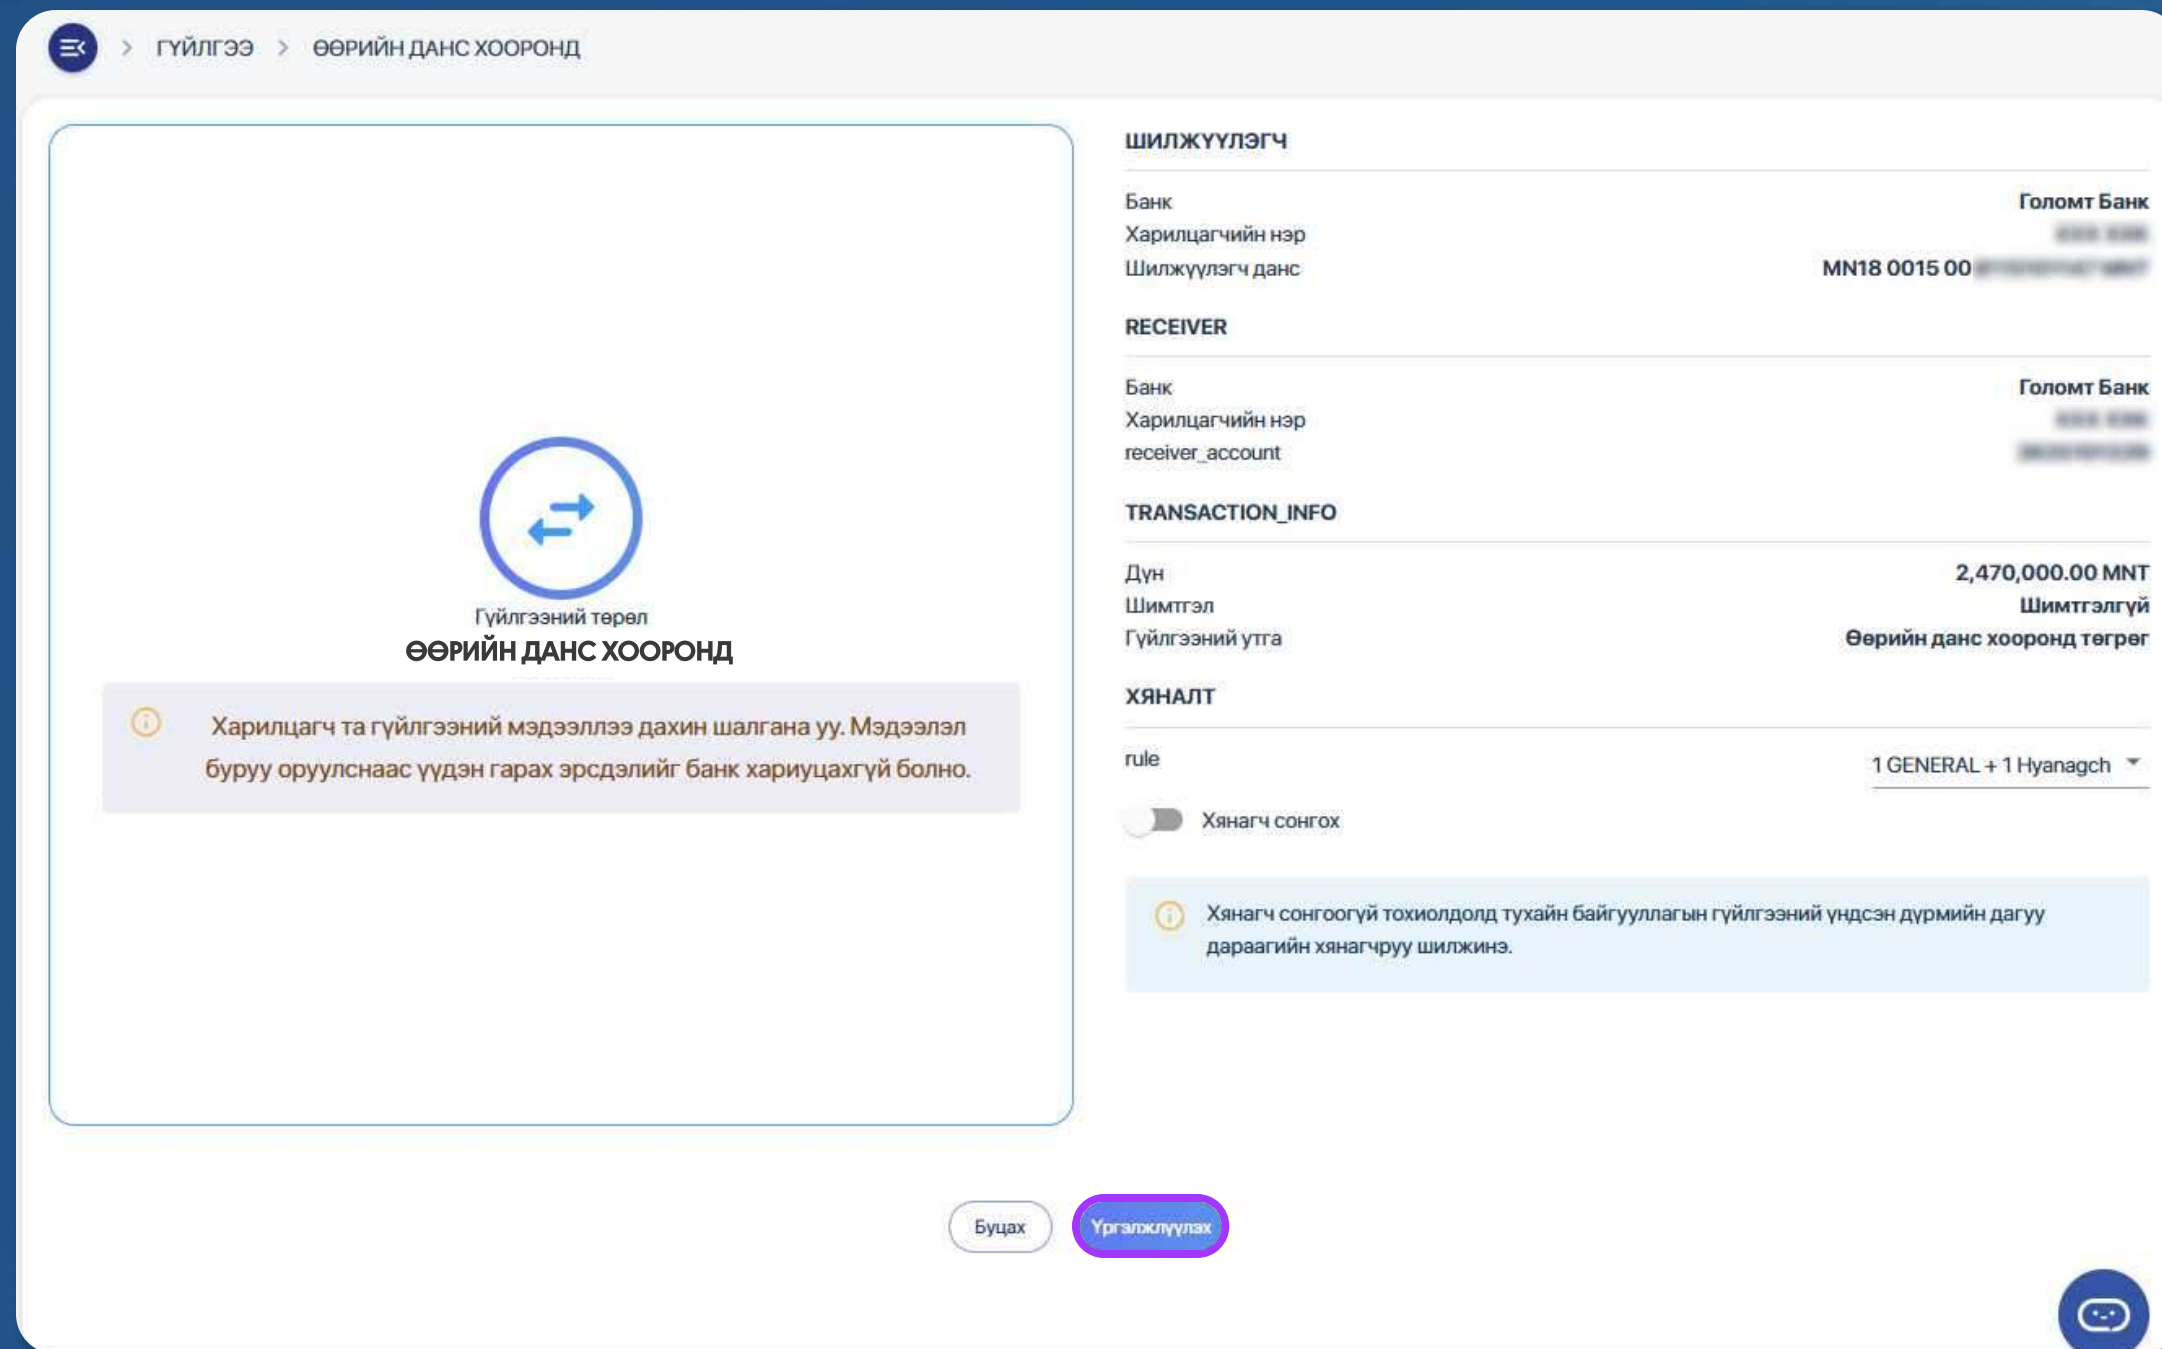 ГҮЙЛГЭЭ > ӨӨРИЙН ДАНС ХООРОНД
Гүйлгээний төрөл
ӨӨРИЙН ДАНС ХООРОНД
Харилцагч та гүйлгээний мэдээллээ дахин шалгана уу. Мэдээлэл
буруу оруулснаас үүдэн гарах эрсдэлийг банк хариуцахгүй болно.
ШИЛЖҮҮЛЭГЧ
Банк Голомт Банк
Харилцагчийн нэр
Шилжүүлэгч данс MN18 0015 00
RECEIVER
Банк Голомт Банк
Харилцагчийн нэр
receiver_account
TRANSACTION_INFO
Дүн 2,470,000.00 MNT
Шимтгэл Шимтгэлгүй
Гүйлгээний утга Өөрийн данс хооронд төгрөг
ХЯНАЛТ
rule 1 GENERAL + 1 Hyanagch
Хянагч сонгох
Хянагч сонгоогүй тохиолдолд тухайн байгууллагын гүйлгээний үндсэн дүрмийн дагуу
дараагийн хянагчруу шилжинэ.
Буцах Үргэлжлүүлэх